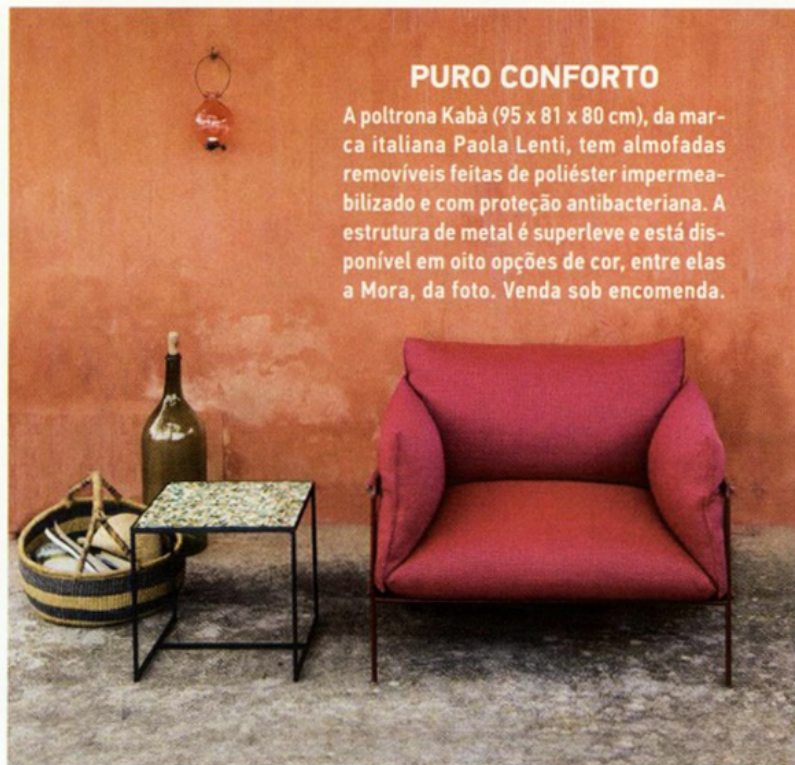 PURO CONFORTO
A poltrona Kabà (95 x 81 x 80 cm), da mar-
ca italiana Paola Lenti, tem almofadas
removíveis feitas de poliéster impermea-
bilizado e com proteção antibacteriana. A
estrutura de metal é superleve e está dis-
ponível em oito opções de cor, entre elas
a Mora, da foto. Venda sob encomenda.